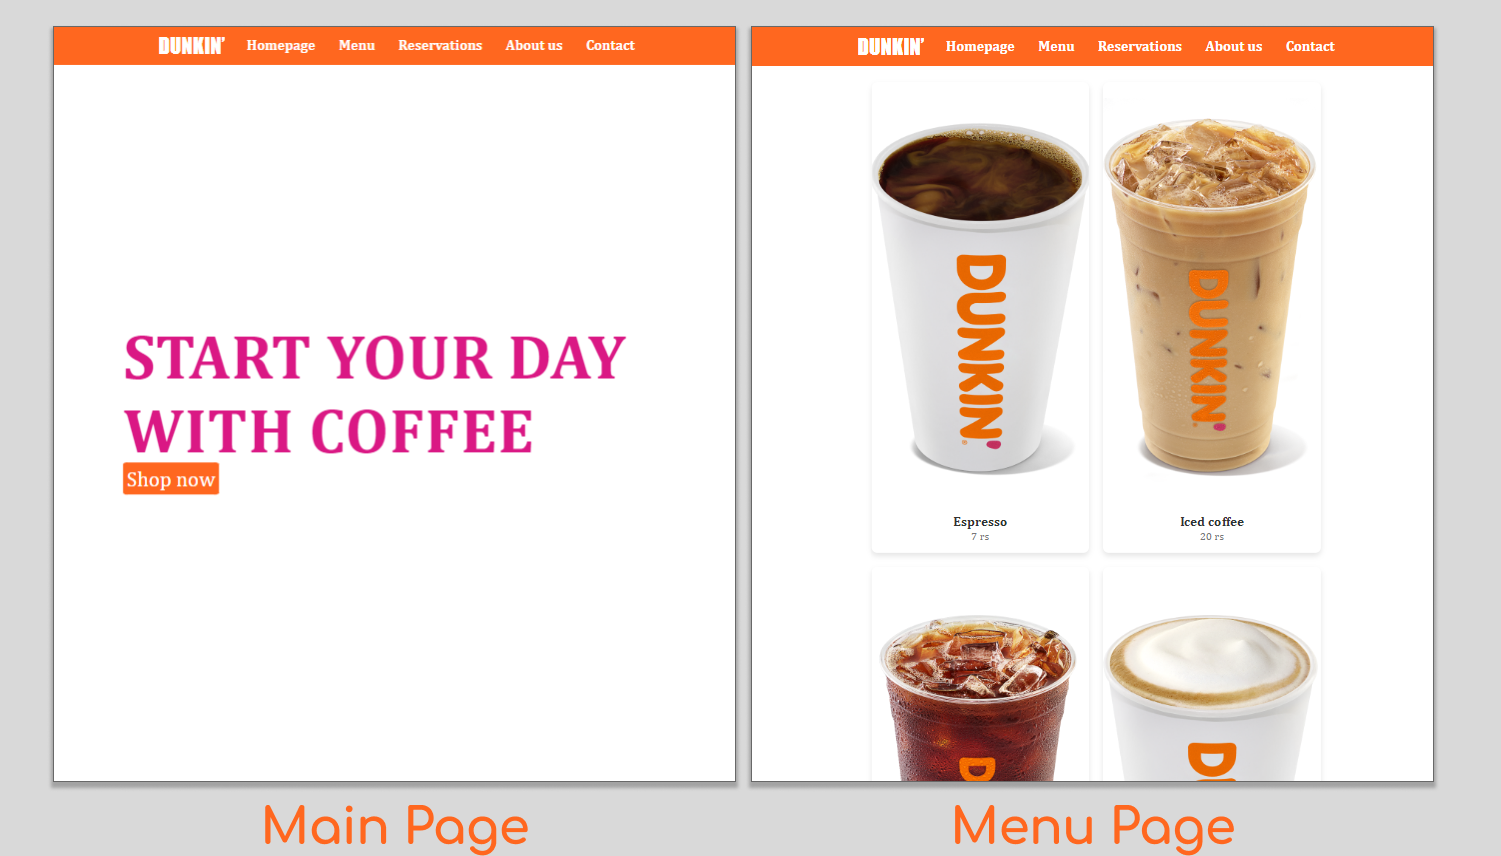 DUNKIN' Homepage Menu Reservations About us Contact
START YOUR DAY
WITH COFFEE
Shop now
Main Page
DUNKIN' Homepage Menu Reservations About us Contact
DUNKIN'
DUNKIN'
Espresso
7 rs
Iced coffee
20 rs
D
DU
Menu Page